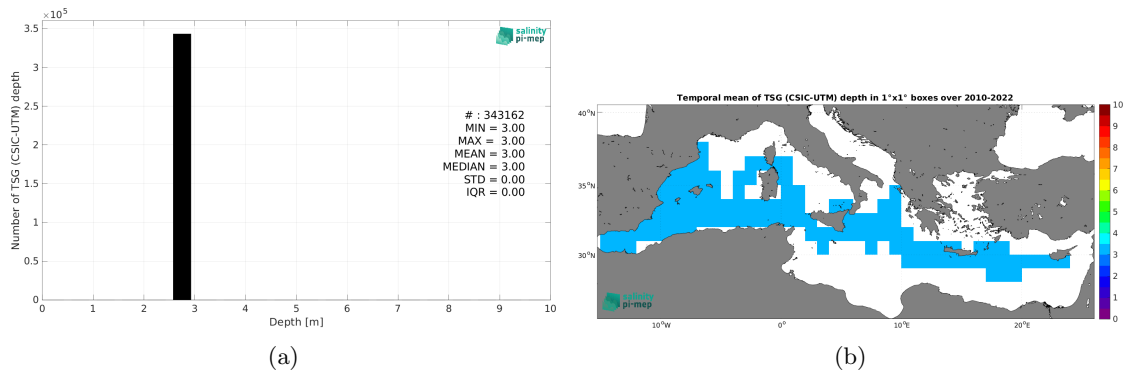 ×10⁵
3.5
3
2.5
2
1.5
1
0.5
0
Number of TSG (CSIC-UTM) depth
salinity
pi-mep
# : 343162
MIN = 3.00
MAX = 3.00
MEAN = 3.00
MEDIAN = 3.00
STD = 0.00
IQR = 0.00
0 1 2 3 4 5 6 7 8 9 10
Depth [m]
(a)
Temporal mean of TSG (CSIC-UTM) depth in 1°x1° boxes over 2010-2022
40°N
35°N
30°N
salinity
pi-mep
10°W 0° 10°E 20°E
10
9
8
7
6
5
4
3
2
1
0
(b)